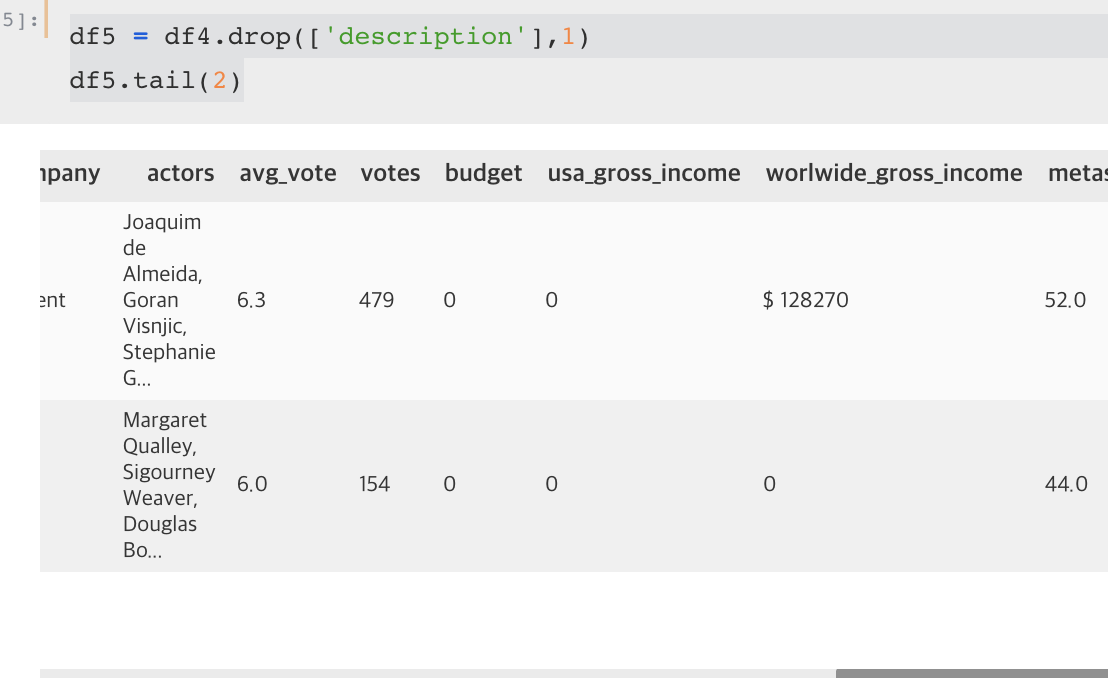 5]:
df5 = df4.drop(['description'],1)
df5.tail(2)
mpany actors avg_vote votes budget usa_gross_income worlwide_gross_income metas
Joaquim
de
Almeida,
ent Goran 6.3 479 0 0 $ 128270 52.0
Visnjic,
Stephanie
G...
Margaret
Qualley,
Sigourney
Weaver, 6.0 154 0 0 0 44.0
Douglas
Bo...